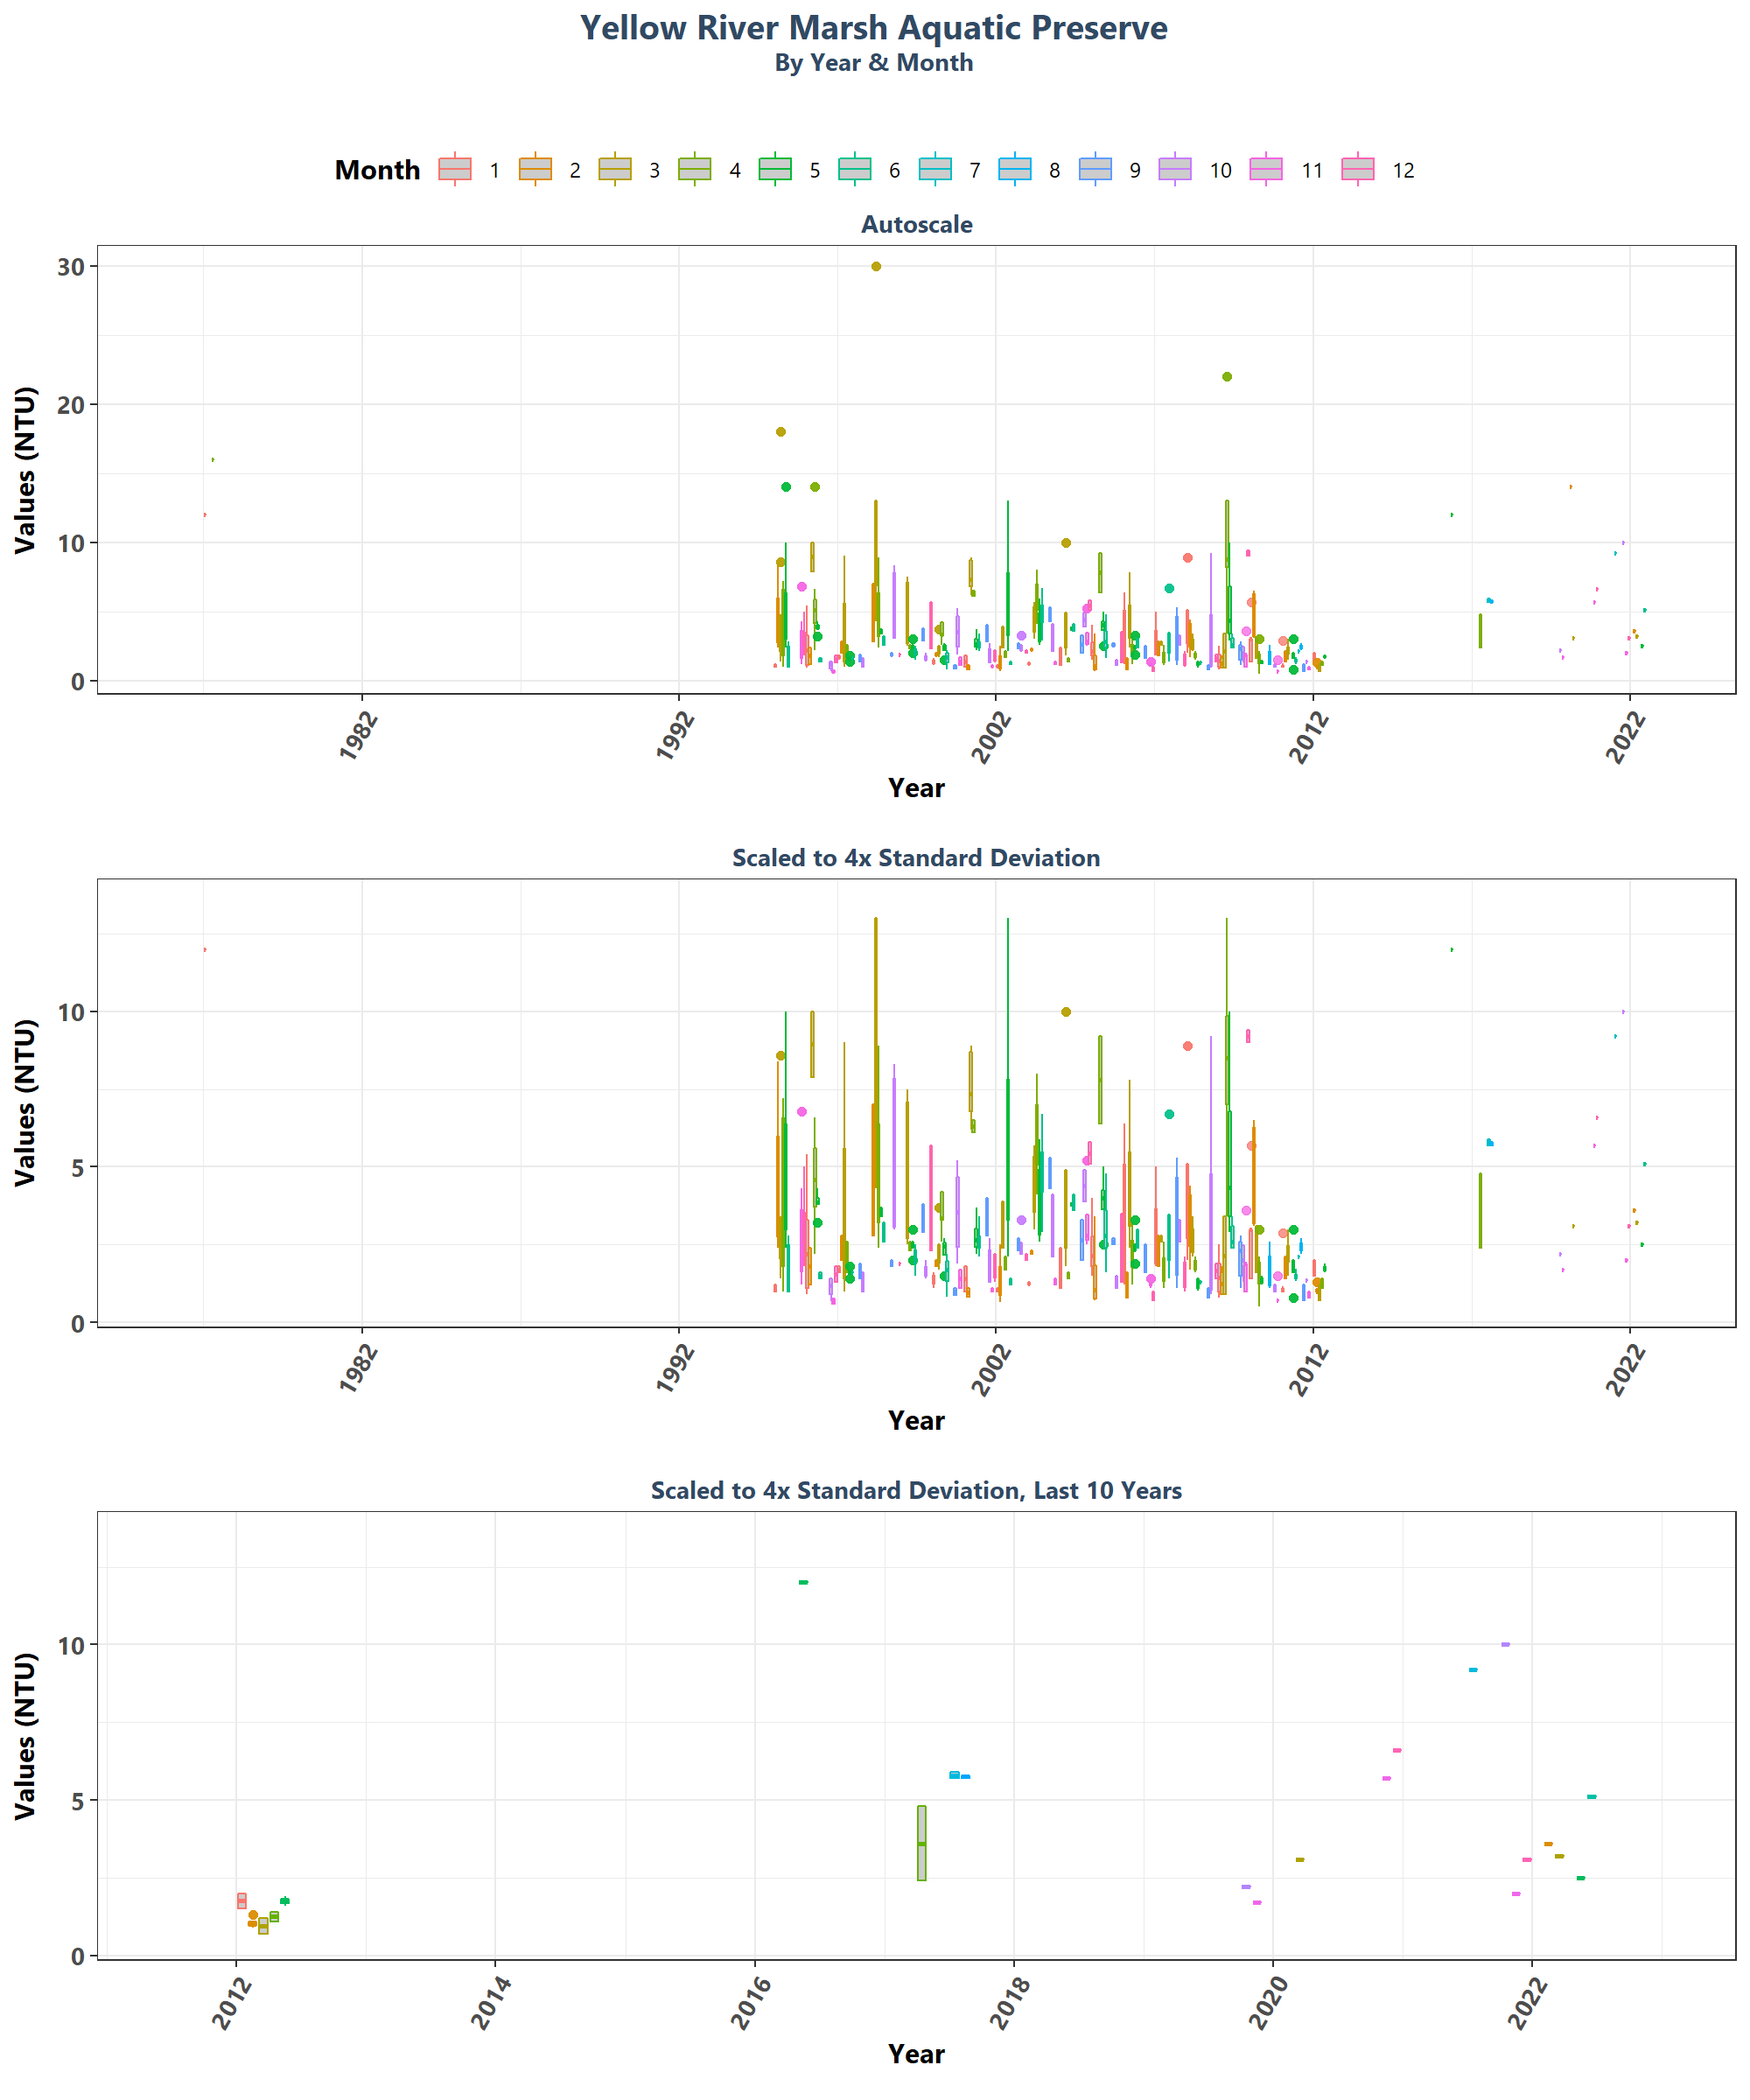 Yellow River Marsh Aquatic Preserve
By Year & Month
Month 1 2 3 4 5 6 7 8 9 10 11 12
Autoscale
Values (NTU)
30
20
10
0
1982 1992 2002 2012 2022
Year
Scaled to 4x Standard Deviation
Values (NTU)
10
5
0
1982 1992 2002 2012 2022
Year
Scaled to 4x Standard Deviation, Last 10 Years
Values (NTU)
10
5
0
2012 2014 2016 2018 2020 2022
Year